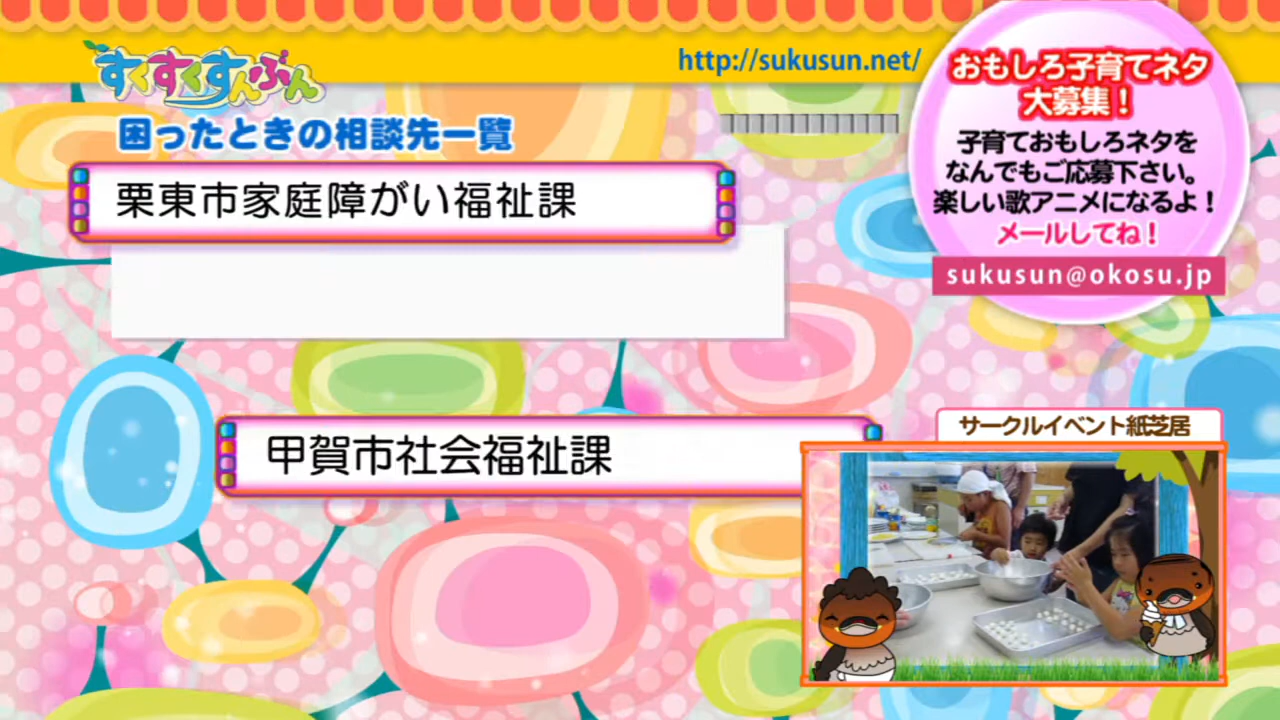 すくすくすんぶん
http://sukusun.net/
困ったときの相談先一覧
栗東市家庭障がい福祉課
甲賀市社会福祉課
おもしろ子育てネタ
大募集！
子育ておもしろネタを
なんでもご応募下さい。
楽しい歌アニメになるよ！
メールしてね！
sukusun@okosu.jp
サークルイベント紙芝居